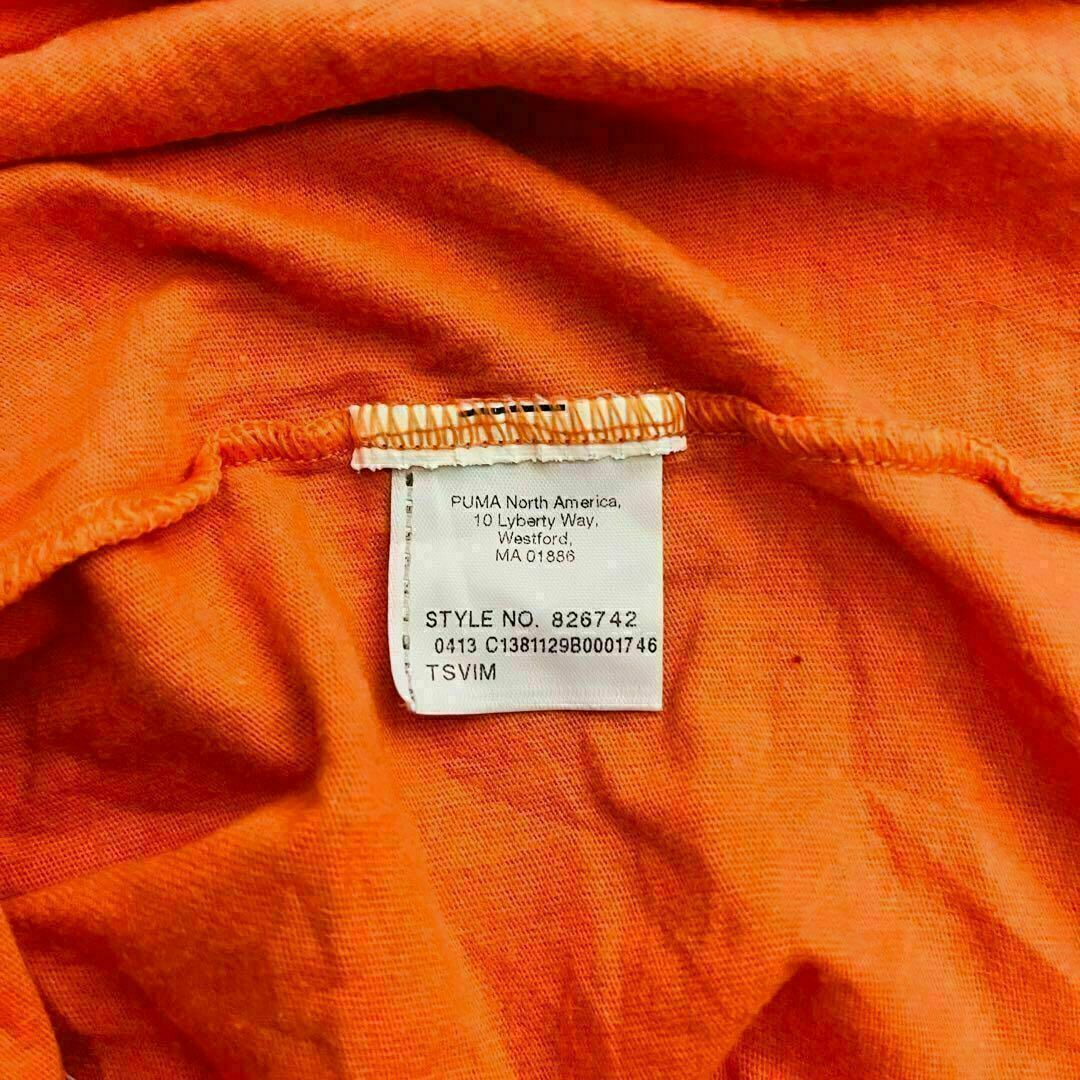 PUMA North America,
10 Lyberty Way,
Westford,
MA 01886
STYLE NO. 826742
0413 C1381129B0001746
TSVIM